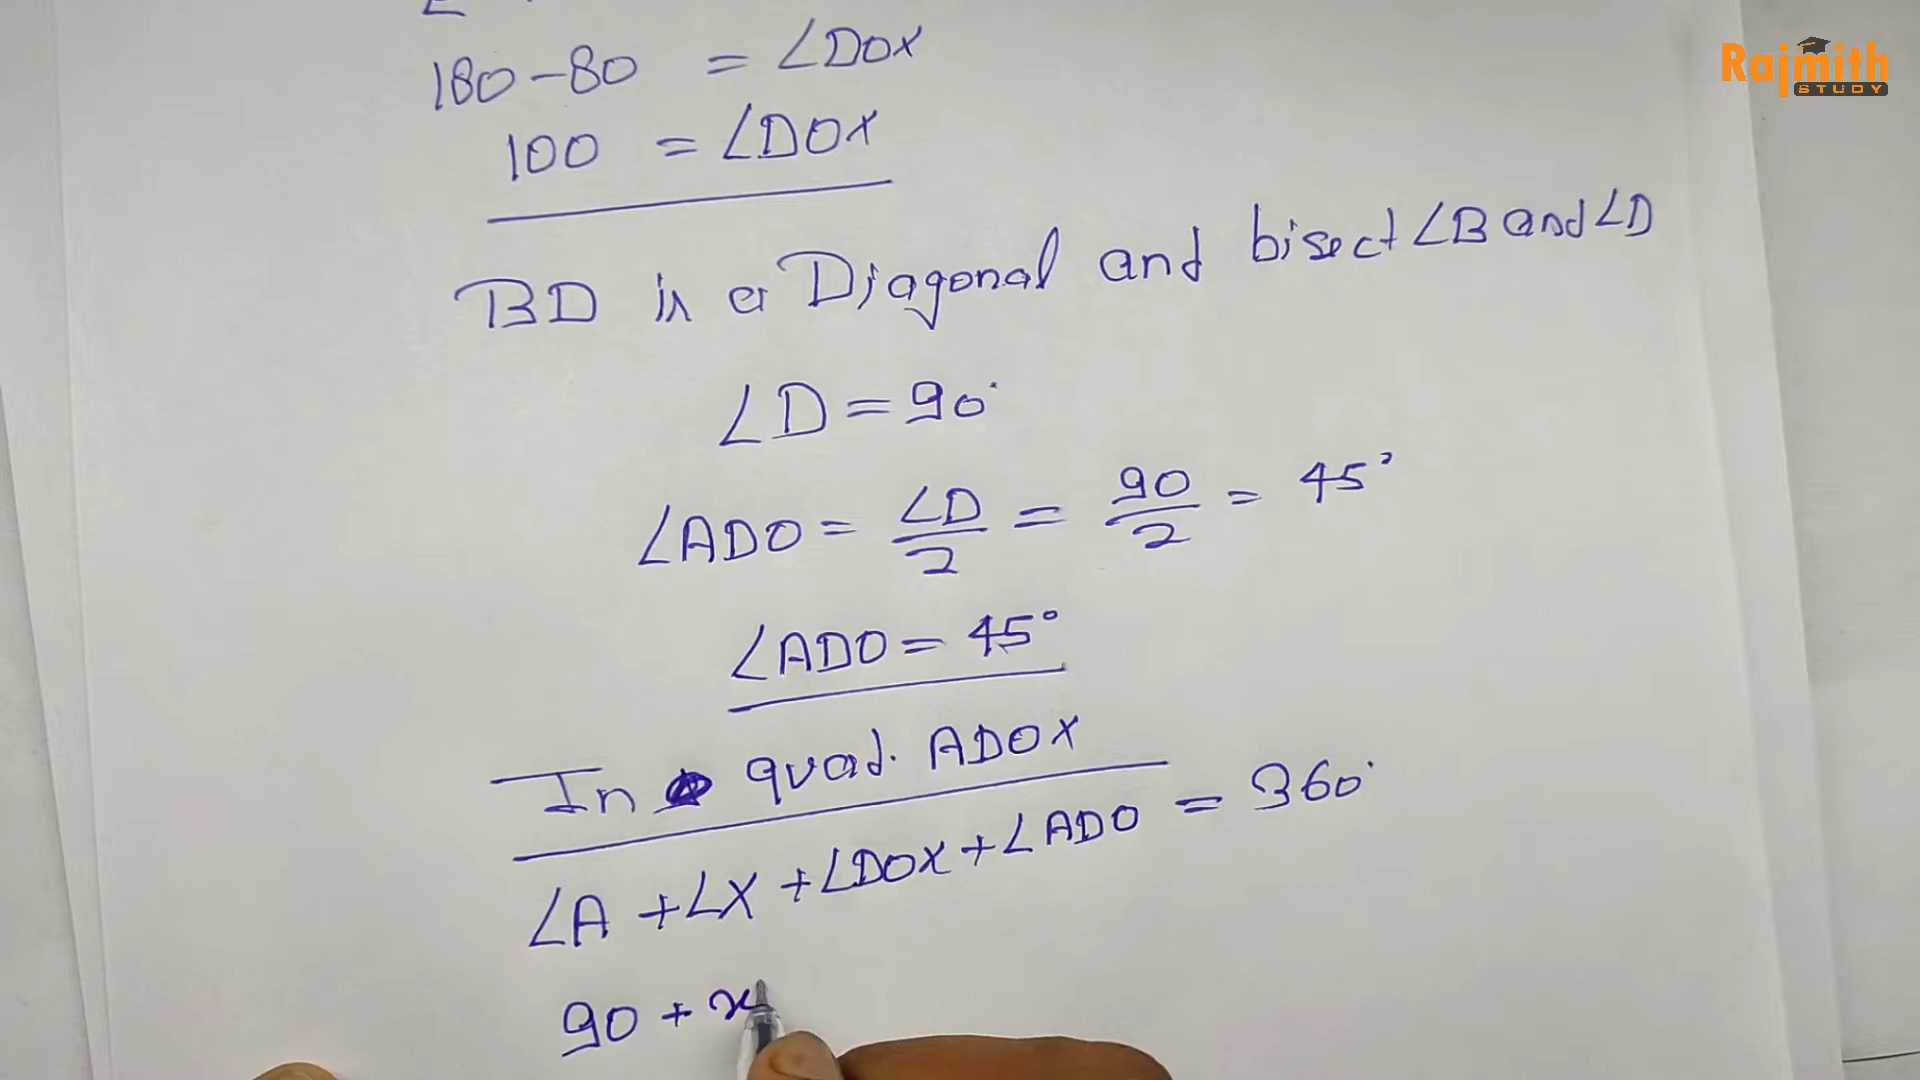 Rajmith
STUDY
180-80 = ∠DOX
100 = ∠DOX
BD is a Diagonal and bisect ∠B and ∠D
∠D = 90°
∠ADO = ∠D/2 = 90/2 = 45°
∠ADO = 45°
In quad. ADOX
∠A + ∠X + ∠DOX + ∠ADO = 360°
90 + x